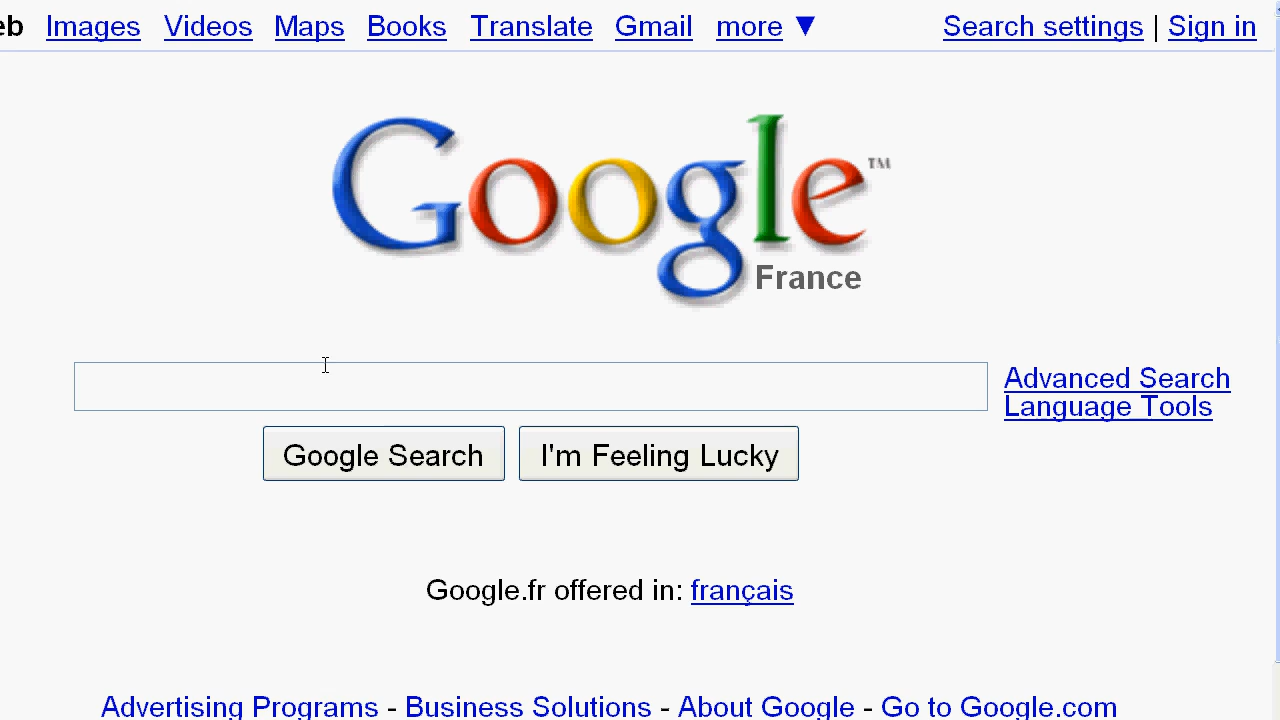 eb Images Videos Maps Books Translate Gmail more ▼ Search settings | Sign in
Google™
France
Advanced Search
Language Tools
Google Search I'm Feeling Lucky
Google.fr offered in: français
Advertising Programs - Business Solutions - About Google - Go to Google.com